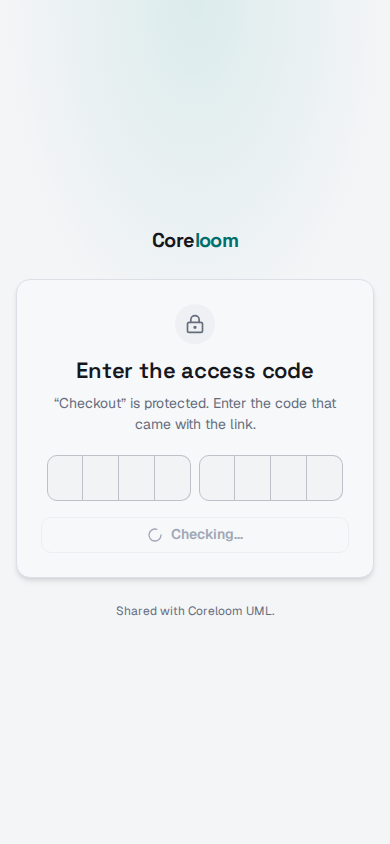 Coreloom
Enter the access code
“Checkout” is protected. Enter the code that
came with the link.
Checking…
Shared with Coreloom UML.